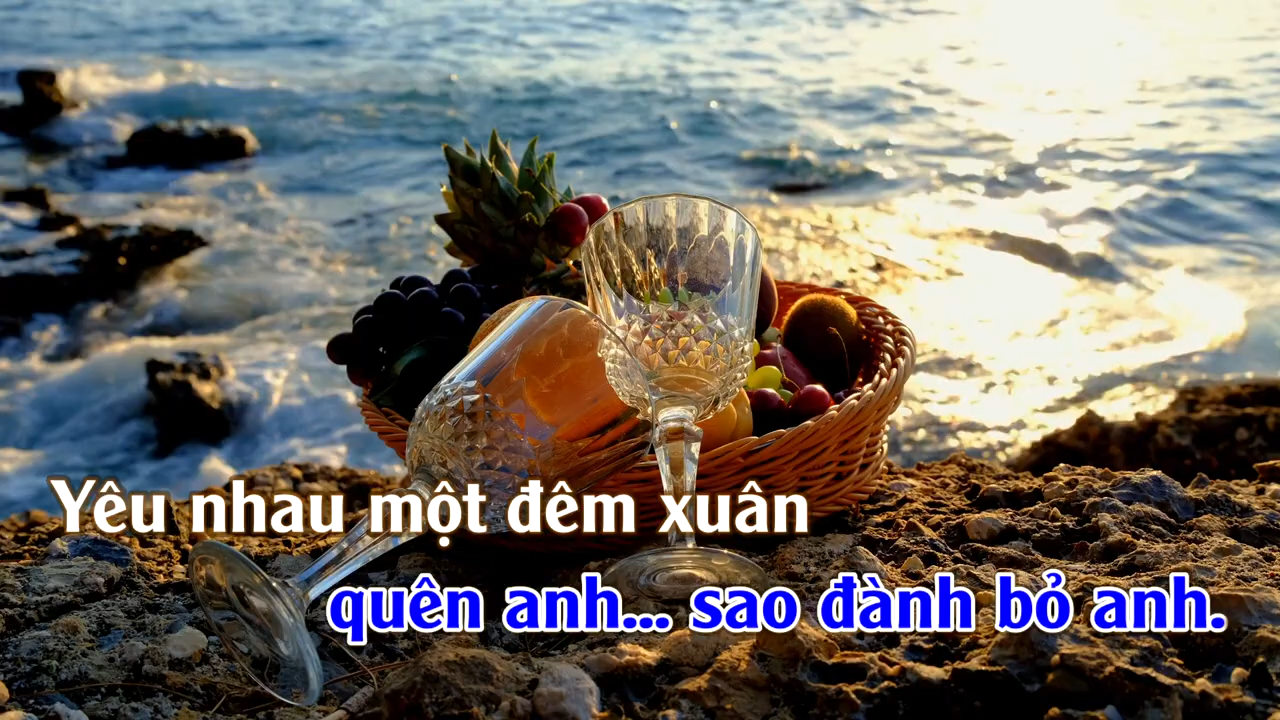 Yêu nhau một đêm xuân
quên anh... sao đành bỏ anh.